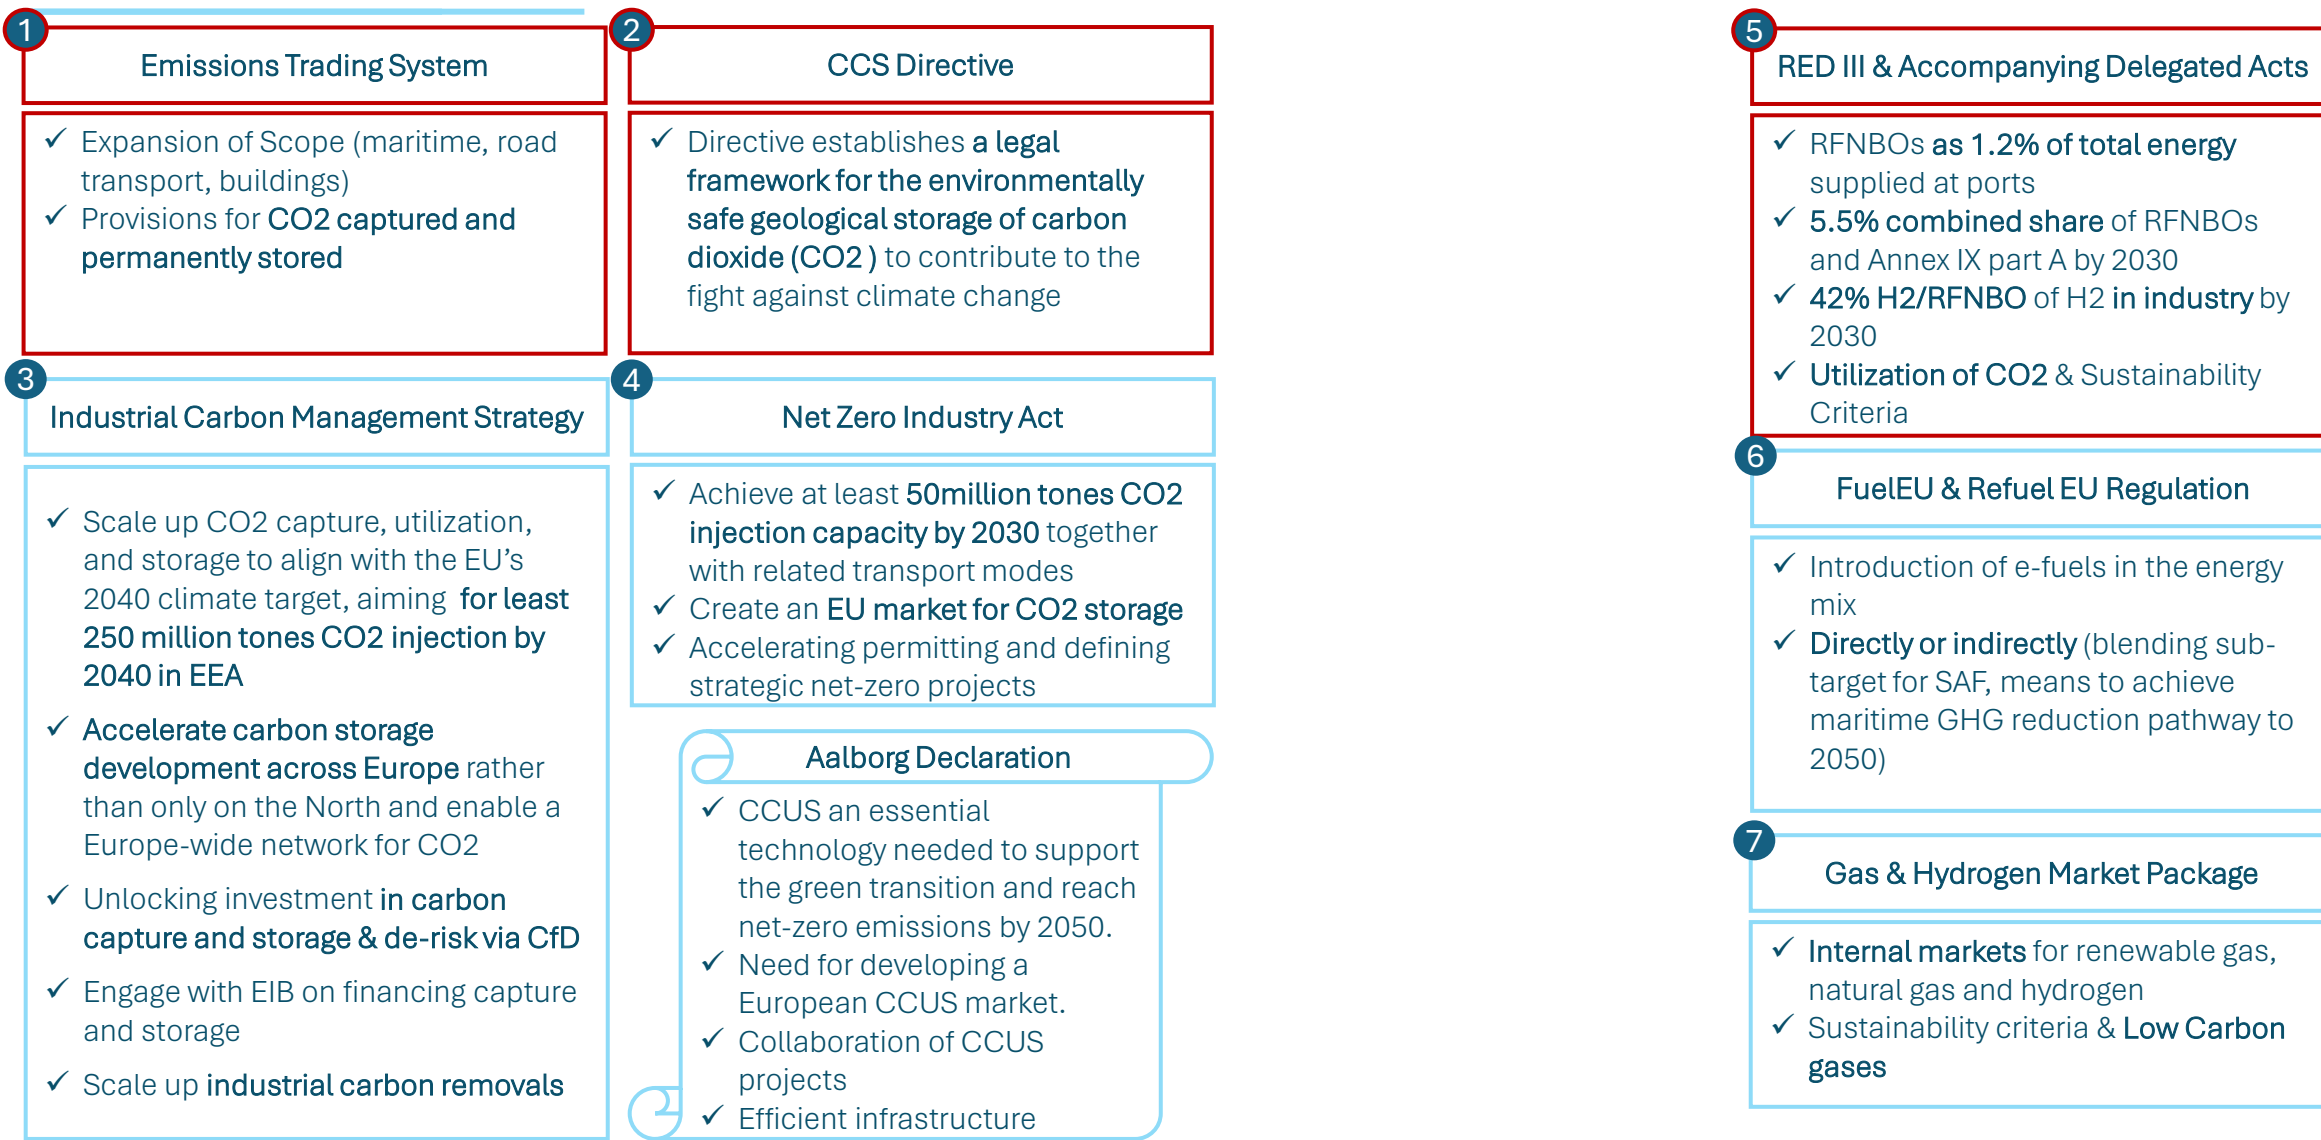 1
Emissions Trading System
✓ Expansion of Scope (maritime, road
transport, buildings)
✓ Provisions for CO2 captured and
permanently stored
2
CCS Directive
✓ Directive establishes a legal
framework for the environmentally
safe geological storage of carbon
dioxide (CO2 ) to contribute to the
fight against climate change
3
Industrial Carbon Management Strategy
✓ Scale up CO2 capture, utilization,
and storage to align with the EU’s
2040 climate target, aiming for least
250 million tones CO2 injection by
2040 in EEA
✓ Accelerate carbon storage
development across Europe rather
than only on the North and enable a
Europe-wide network for CO2
✓ Unlocking investment in carbon
capture and storage & de-risk via CfD
✓ Engage with EIB on financing capture
and storage
✓ Scale up industrial carbon removals
4
Net Zero Industry Act
✓ Achieve at least 50million tones CO2
injection capacity by 2030 together
with related transport modes
✓ Create an EU market for CO2 storage
✓ Accelerating permitting and defining
strategic net-zero projects
Aalborg Declaration
✓ CCUS an essential
technology needed to support
the green transition and reach
net-zero emissions by 2050.
✓ Need for developing a
European CCUS market.
✓ Collaboration of CCUS
projects
✓ Efficient infrastructure
5
RED III & Accompanying Delegated Acts
✓ RFNBOs as 1.2% of total energy
supplied at ports
✓ 5.5% combined share of RFNBOs
and Annex IX part A by 2030
✓ 42% H2/RFNBO of H2 in industry by
2030
✓ Utilization of CO2 & Sustainability
Criteria
6
FuelEU & Refuel EU Regulation
✓ Introduction of e-fuels in the energy
mix
✓ Directly or indirectly (blending sub-
target for SAF, means to achieve
maritime GHG reduction pathway to
2050)
7
Gas & Hydrogen Market Package
✓ Internal markets for renewable gas,
natural gas and hydrogen
✓ Sustainability criteria & Low Carbon
gases